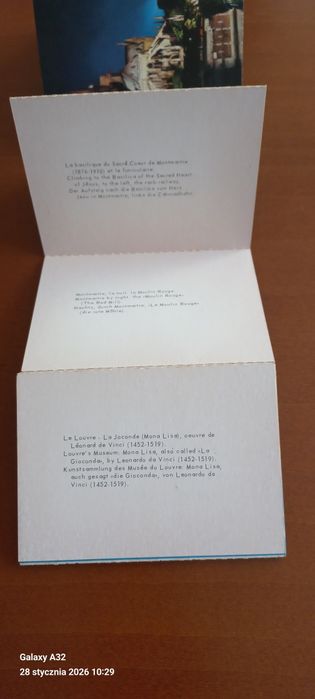 La basilique du Sacré-Coeur de Montmartre
(1876-1910) et le funiculaire.
Climbing to the Basilica of the Sacred Heart
of Jésus; to the left, the rack-railway.
Der Aufstieg nach die Basilica von Herz
Jesu in Montmartre; links die Zahnradbahn.
Montmartre, la nuit. Le Moulin Rouge.
Montmartre by night, the «Moulin Rouge»
(The Red Mill).
Nachts, durch Montmartre. «Le Moulin Rouge»
(die rote Mühle).
Le Louvre - La Joconde (Mona Lisa), oeuvre de
Léonard de Vinci (1452-1519).
Louvre's Museum: Mona Lisa, also called «La
Gioconda», by Leonardo da Vinci (1452-1519).
Kunstsammlung des Musée du Louvre: Mona Lisa,
auch gesagt «die Gioconda», von Leonardo da
Vinci (1452-1519).
Galaxy A32
28 stycznia 2026 10:29